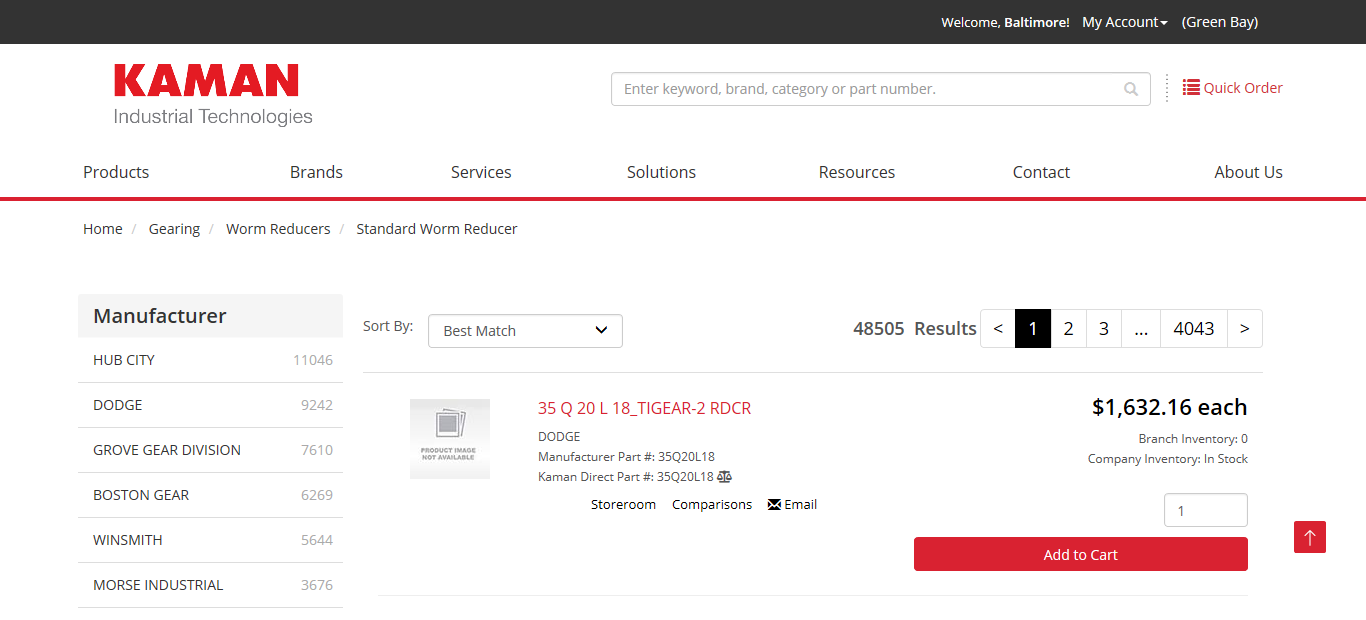 Welcome, Baltimore! My Account (Green Bay)
KAMAN
Industrial Technologies
Enter keyword, brand, category or part number.
Quick Order
Products Brands Services Solutions Resources Contact About Us
Home / Gearing / Worm Reducers / Standard Worm Reducer
Manufacturer
HUB CITY 11046
DODGE 9242
GROVE GEAR DIVISION 7610
BOSTON GEAR 6269
WINSMITH 5644
MORSE INDUSTRIAL 3676
Sort By: Best Match
48505 Results < 1 2 3 ... 4043 >
PRODUCT IMAGE
NOT AVAILABLE
35 Q 20 L 18_TIGEAR-2 RDCR
DODGE
Manufacturer Part #: 35Q20L18
Kaman Direct Part #: 35Q20L18
Storeroom Comparisons Email
$1,632.16 each
Branch Inventory: 0
Company Inventory: In Stock
1
Add to Cart